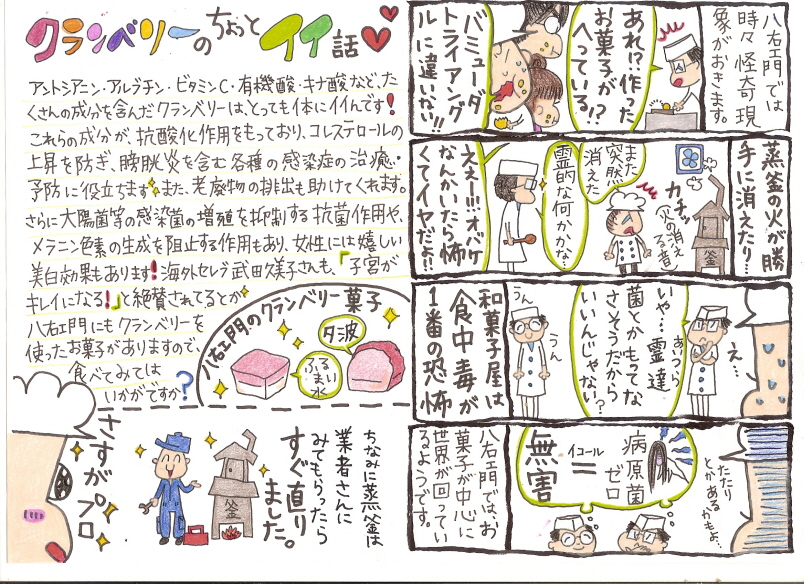 クランベリーのちょっとイイ話
アントシアニン・アルブチン・ビタミンC・有機酸・キナ酸など、た
くさんの成分を含んだクランベリーは、とっても体にイイんです!
これらの成分が、抗酸化作用をもっており、コレステロールの
上昇を防ぎ、膀胱炎を含む各種の感染症の治癒・
予防に役立ちます。また、老廃物の排出も助けてくれます。
さらに大腸菌等の感染菌の増殖を抑制する抗菌作用や、
メラニン色素の生成を阻止する作用もあり、女性には嬉しい
美白効果もあります!海外セレブ武田久美子さんも、「子宮が
キレイになる!」と絶賛されてるとか。
八右ェ門にもクランベリーを
使ったお菓子がありますので、
食べてみては
いかがですか?
八右ェ門のクランベリー菓子
ふるまい水
夕波
八右ェ門では
時々怪奇現
象がおきます。
あれ!?作った
お菓子が
へっている!?
バミューダ
トライアング
ルに違いない!!
蒸釜の火が勝
手に消えたり…
カチッ
(火の消える音)
また
突然
消えた
霊的な何かかな…
ええー!!!オバケ
なんかいたら怖
くてイヤだよ!!
え…
いや…霊達
あいつら
菌とかもってな
さそうだから
いいんじゃない?
うん
うん
和菓子屋は
食中毒が
1番の恐怖
たたり
とかあるかもよ…
病原菌
ゼロ
イコール
=
無害
八右ェ門では、お
菓子が中心に
世界が回ってい
るようです。
ちなみに蒸釜は
業者さんに
みてもらったら
すぐ直り
ました。
釜
さすがプロ